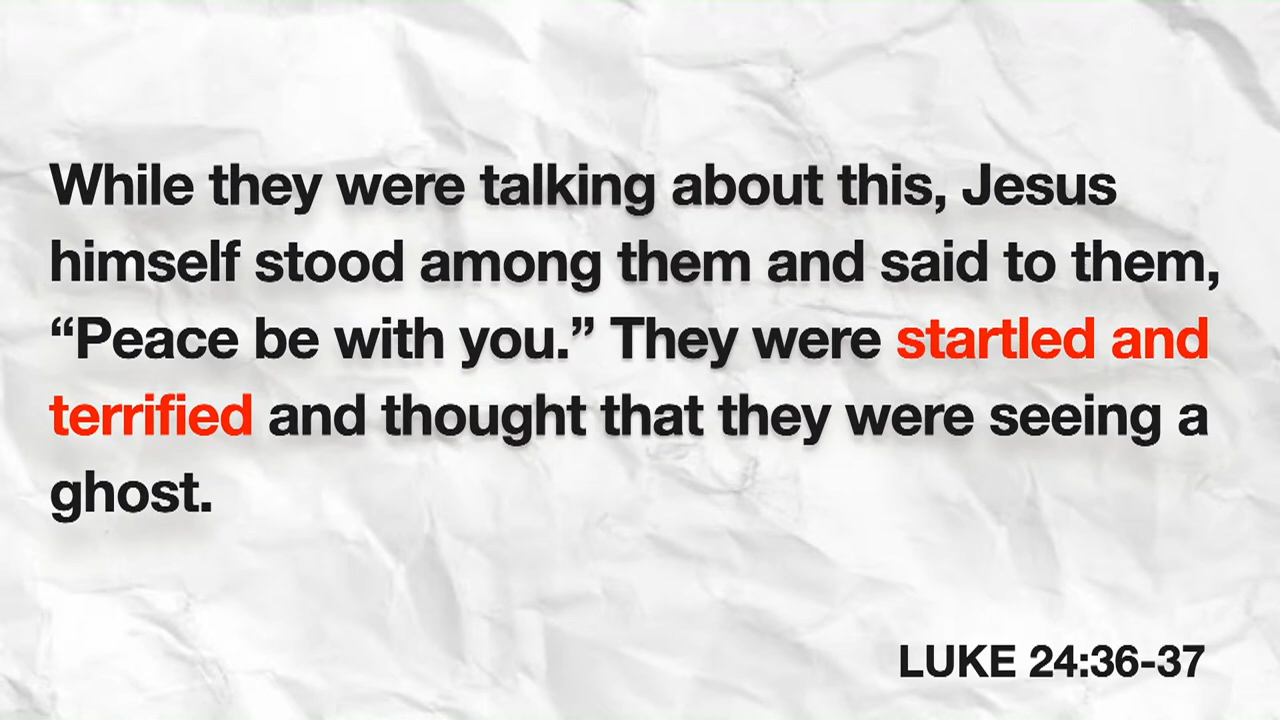 While they were talking about this, Jesus
himself stood among them and said to them,
“Peace be with you.” They were startled and
terrified and thought that they were seeing a
ghost.
LUKE 24:36-37